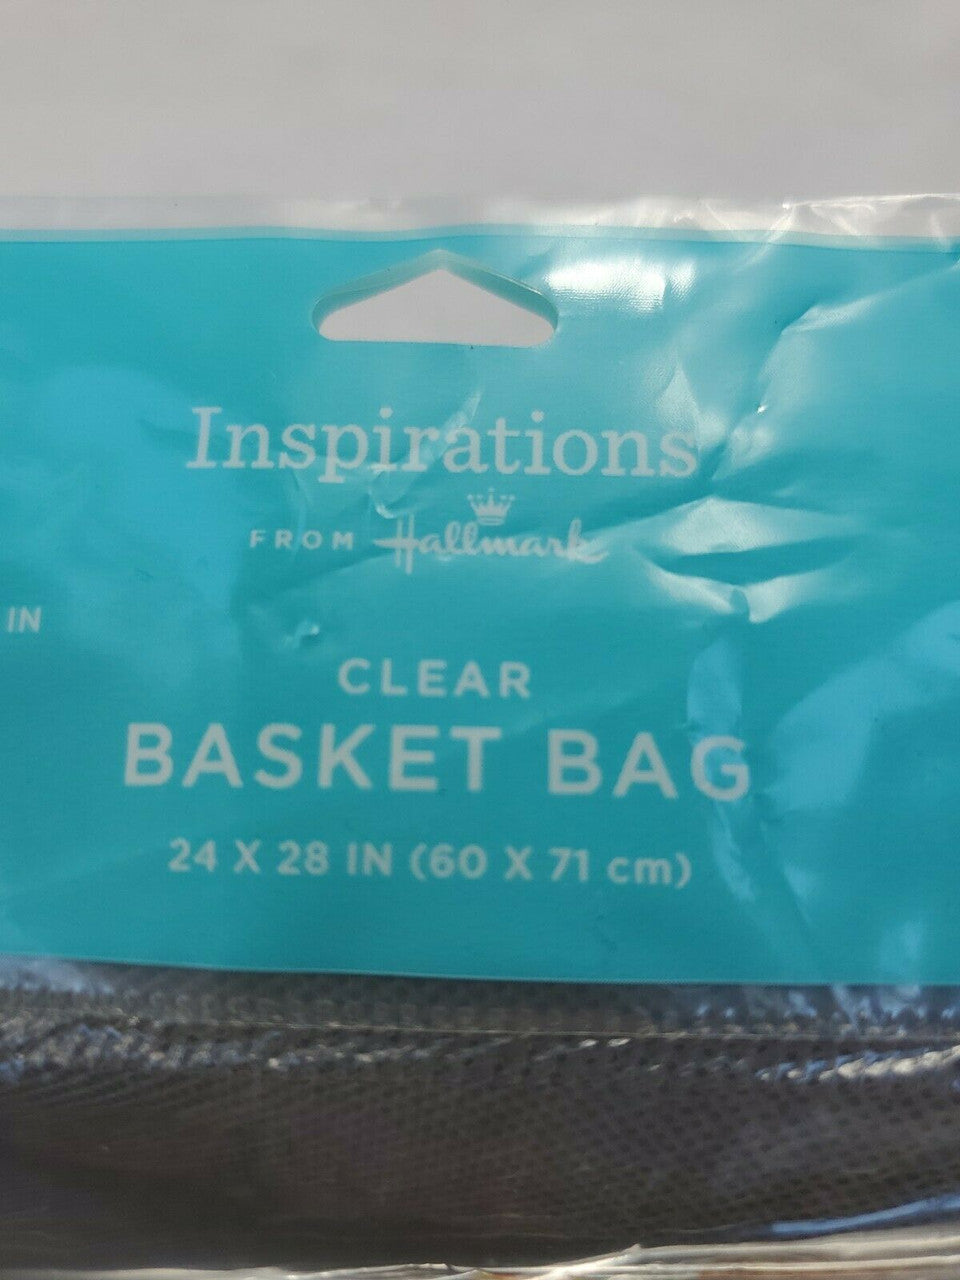 Inspirations
FROM Hallmark
IN
CLEAR
BASKET BAG
24 X 28 IN (60 X 71 cm)